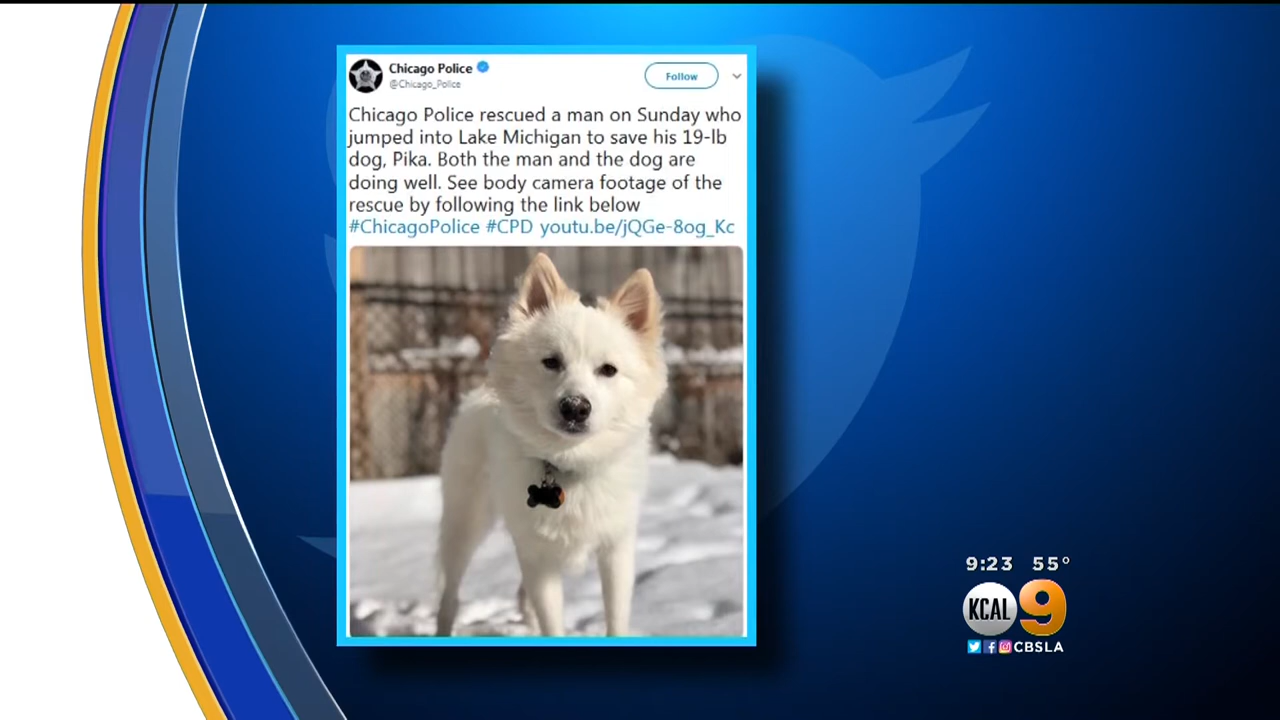 Chicago Police
@Chicago_Police
Follow
Chicago Police rescued a man on Sunday who
jumped into Lake Michigan to save his 19-lb
dog, Pika. Both the man and the dog are
doing well. See body camera footage of the
rescue by following the link below
#ChicagoPolice #CPD youtu.be/jQGe-8og_Kc
9:23 55°
KCAL 9
CBSLA